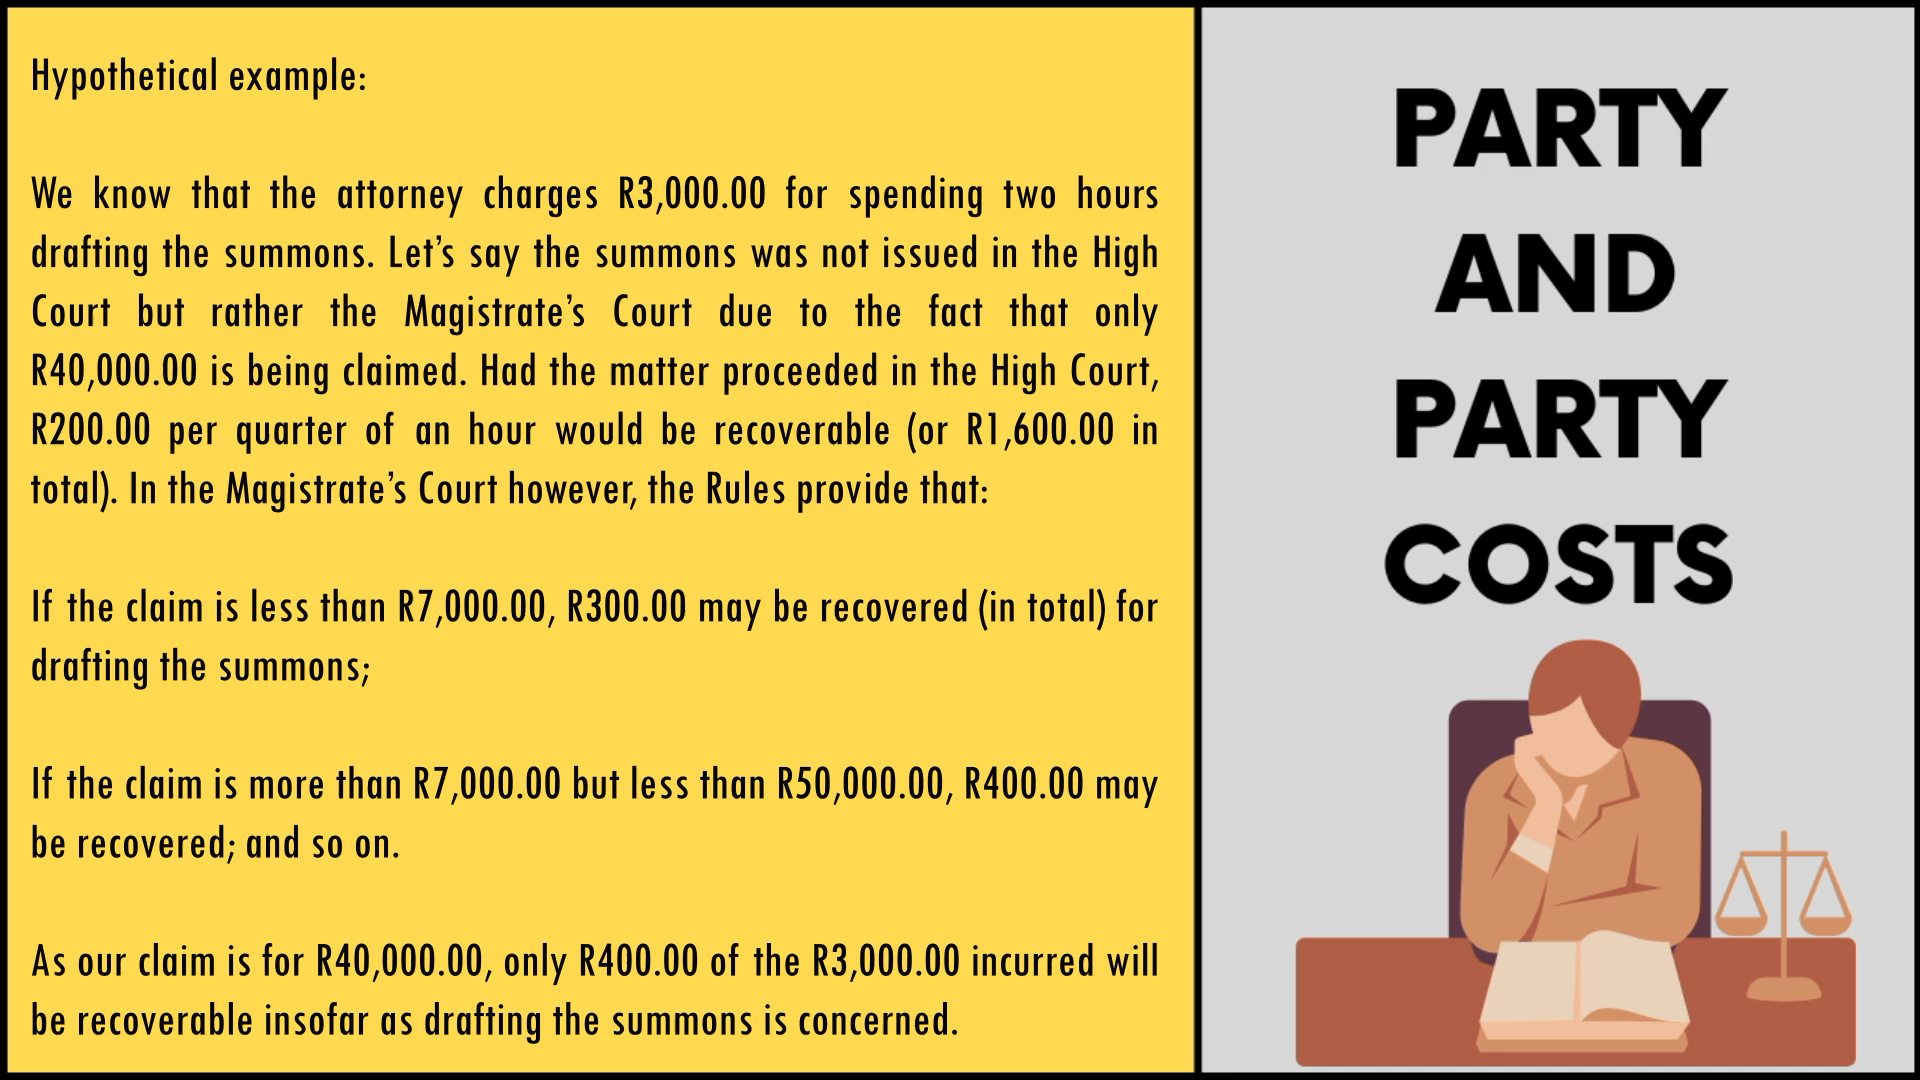 Hypothetical example:
We know that the attorney charges R3,000.00 for spending two hours
drafting the summons. Let’s say the summons was not issued in the High
Court but rather the Magistrate’s Court due to the fact that only
R40,000.00 is being claimed. Had the matter proceeded in the High Court,
R200.00 per quarter of an hour would be recoverable (or R1,600.00 in
total). In the Magistrate’s Court however, the Rules provide that:
If the claim is less than R7,000.00, R300.00 may be recovered (in total) for
drafting the summons;
If the claim is more than R7,000.00 but less than R50,000.00, R400.00 may
be recovered; and so on.
As our claim is for R40,000.00, only R400.00 of the R3,000.00 incurred will
be recoverable insofar as drafting the summons is concerned.
PARTY
AND
PARTY
COSTS